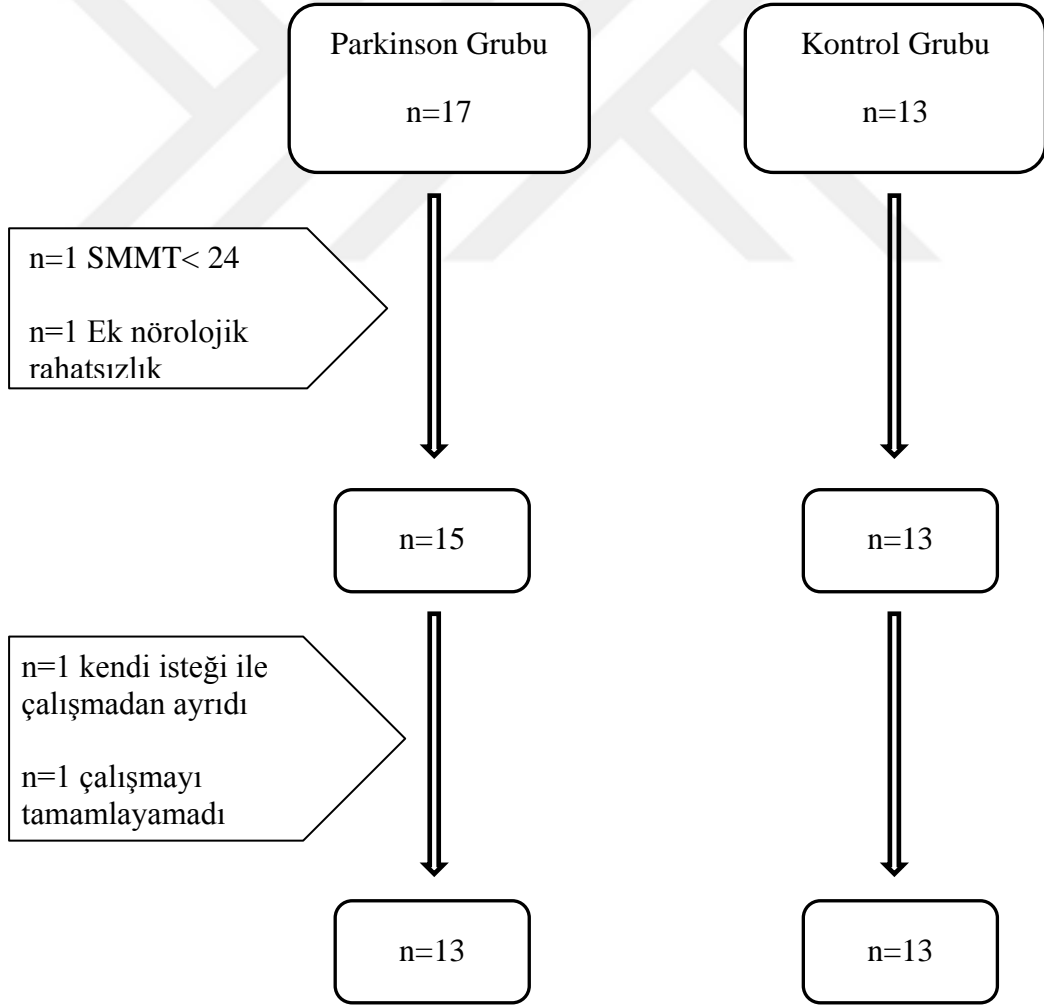 Parkinson Grubu
n=17
Kontrol Grubu
n=13
n=1 SMMT< 24
n=1 Ek nörolojik
rahatsızlık
n=15
n=13
n=1 kendi isteği ile
çalışmadan ayrıdı
n=1 çalışmayı
tamamlayamadı
n=13
n=13